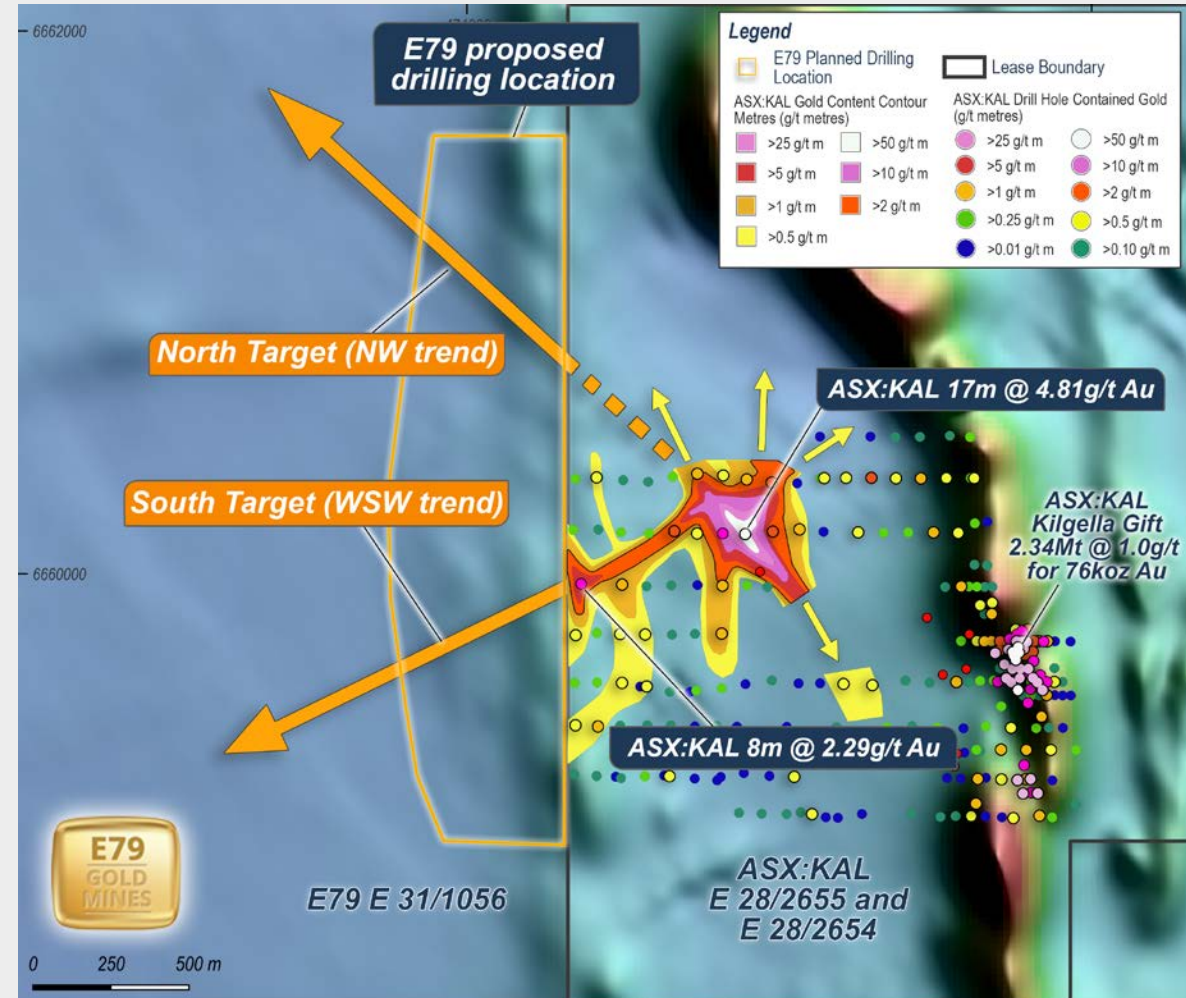 6662000
E79 proposed
drilling location
Legend
E79 Planned Drilling
Location
Lease Boundary
ASX:KAL Gold Content Contour
Metres (g/t metres)
>25 g/t m
>50 g/t m
>5 g/t m
>10 g/t m
>1 g/t m
>2 g/t m
>0.5 g/t m
ASX:KAL Drill Hole Contained Gold
(g/t metres)
>25 g/t m
>50 g/t m
>5 g/t m
>10 g/t m
>1 g/t m
>2 g/t m
>0.25 g/t m
>0.5 g/t m
>0.01 g/t m
>0.10 g/t m
North Target (NW trend)
ASX:KAL 17m @ 4.81g/t Au
South Target (WSW trend)
ASX:KAL
Kilgella Gift
2.34Mt @ 1.0g/t
for 76koz Au
6660000
ASX:KAL 8m @ 2.29g/t Au
E79
GOLD
MINES
E79 E 31/1056
ASX:KAL
E 28/2655 and
E 28/2654
0 250 500 m